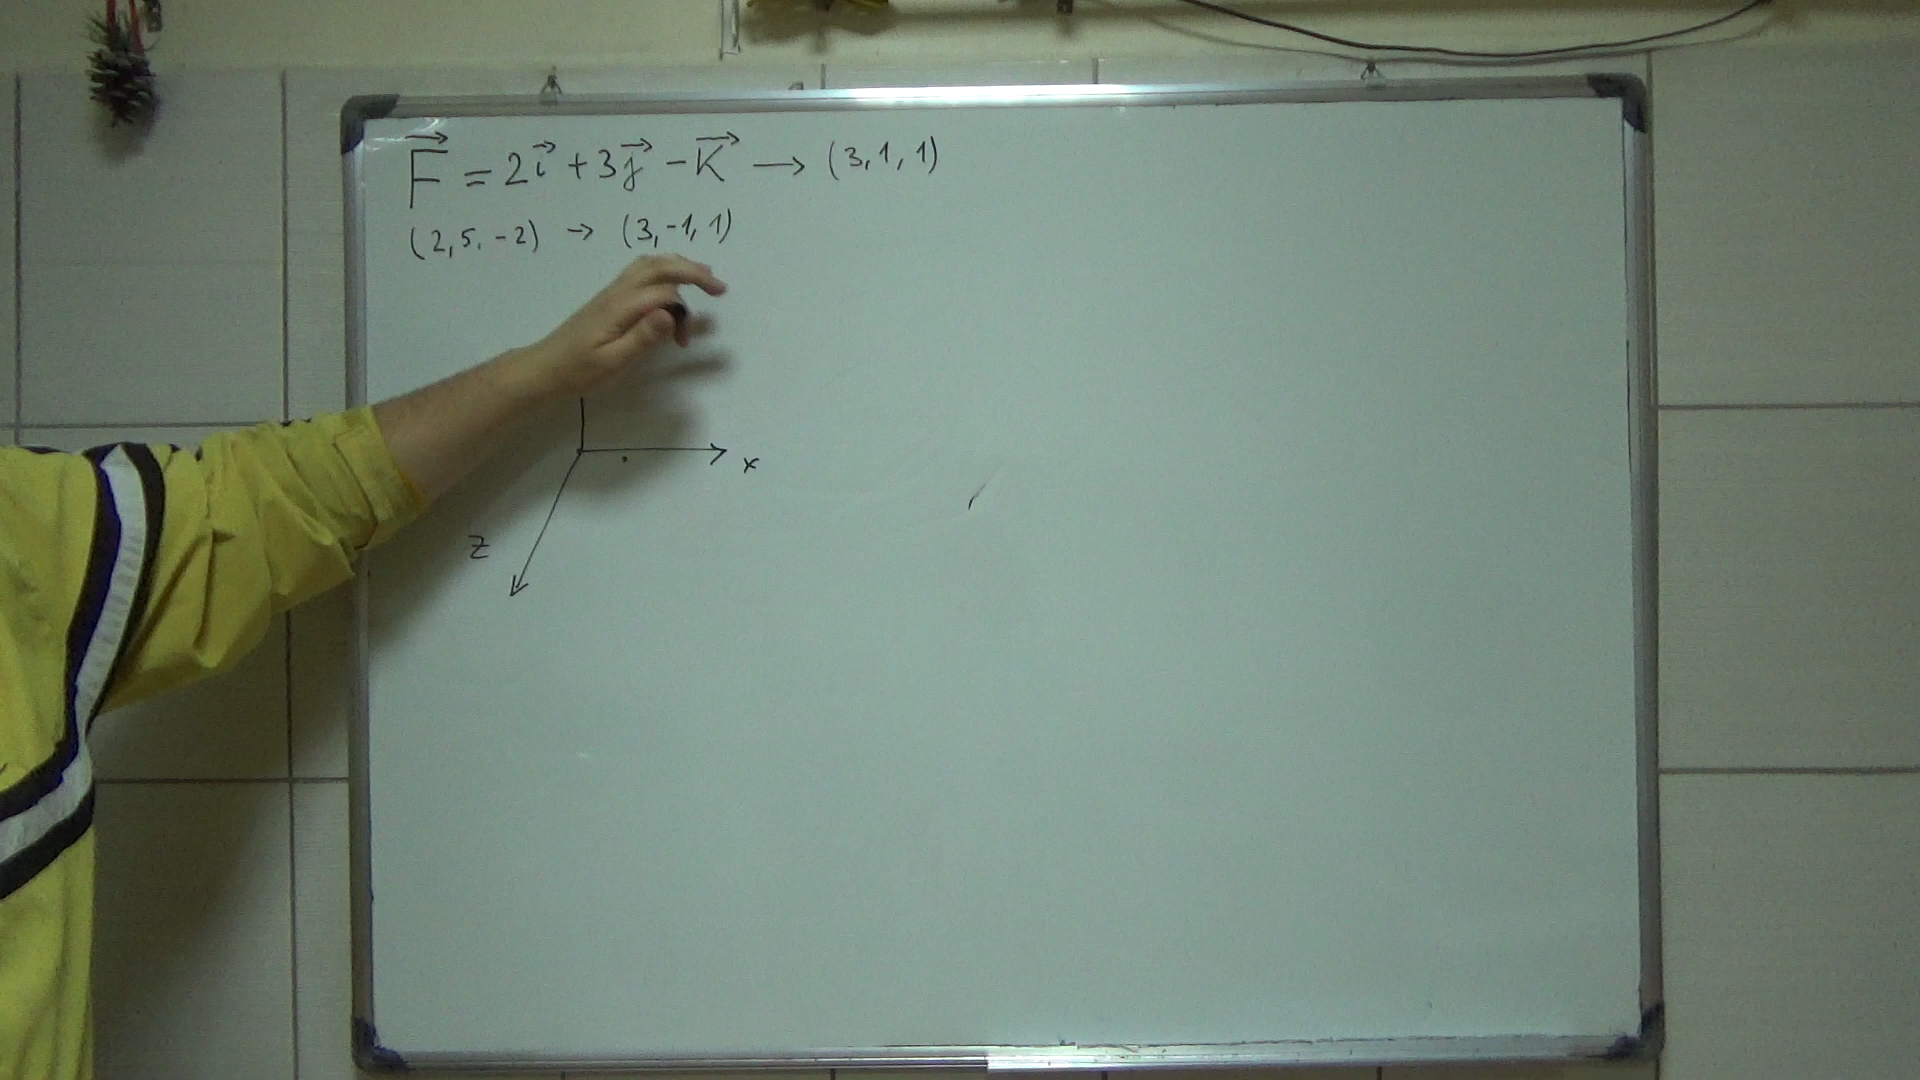 F⃗ = 2i⃗ + 3j⃗ - K⃗ → (3, 1, 1)
(2, 5, -2) → (3, -1, 1)
x
z